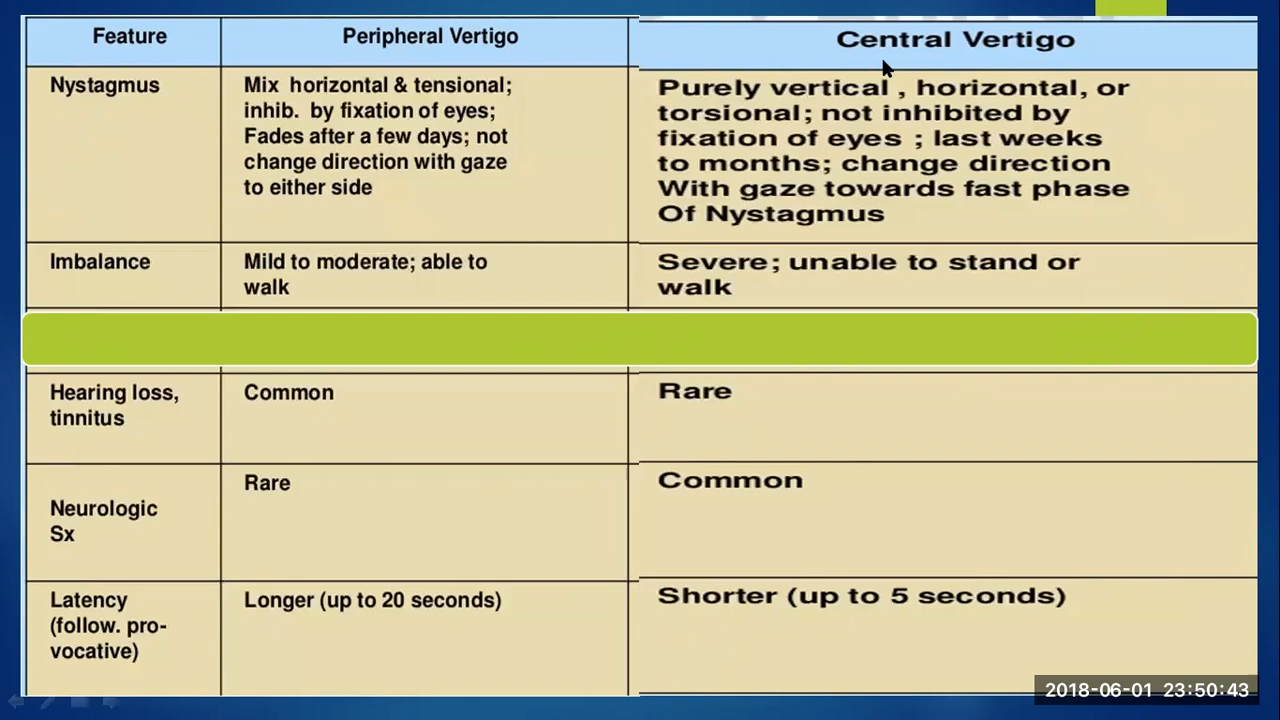 Feature
Peripheral Vertigo
Central Vertigo
Nystagmus
Mix horizontal & tensional;
inhib. by fixation of eyes;
Fades after a few days; not
change direction with gaze
to either side
Purely vertical , horizontal, or
torsional; not inhibited by
fixation of eyes ; last weeks
to months; change direction
With gaze towards fast phase
Of Nystagmus
Imbalance
Mild to moderate; able to
walk
Severe; unable to stand or
walk
Hearing loss,
tinnitus
Common
Rare
Neurologic
Sx
Rare
Common
Latency
(follow. pro-
vocative)
Longer (up to 20 seconds)
Shorter (up to 5 seconds)
2018-06-01 23:50:43